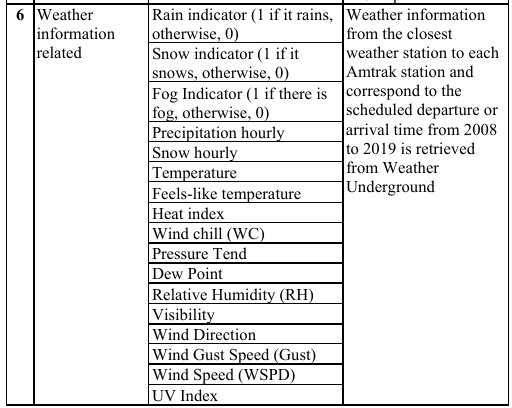 6
Weather
information
related
Rain indicator (1 if it rains,
otherwise, 0)
Snow indicator (1 if it
snows, otherwise, 0)
Fog Indicator (1 if there is
fog, otherwise, 0)
Precipitation hourly
Snow hourly
Temperature
Feels-like temperature
Heat index
Wind chill (WC)
Pressure Tend
Dew Point
Relative Humidity (RH)
Visibility
Wind Direction
Wind Gust Speed (Gust)
Wind Speed (WSPD)
UV Index
Weather information
from the closest
weather station to each
Amtrak station and
correspond to the
scheduled departure or
arrival time from 2008
to 2019 is retrieved
from Weather
Underground